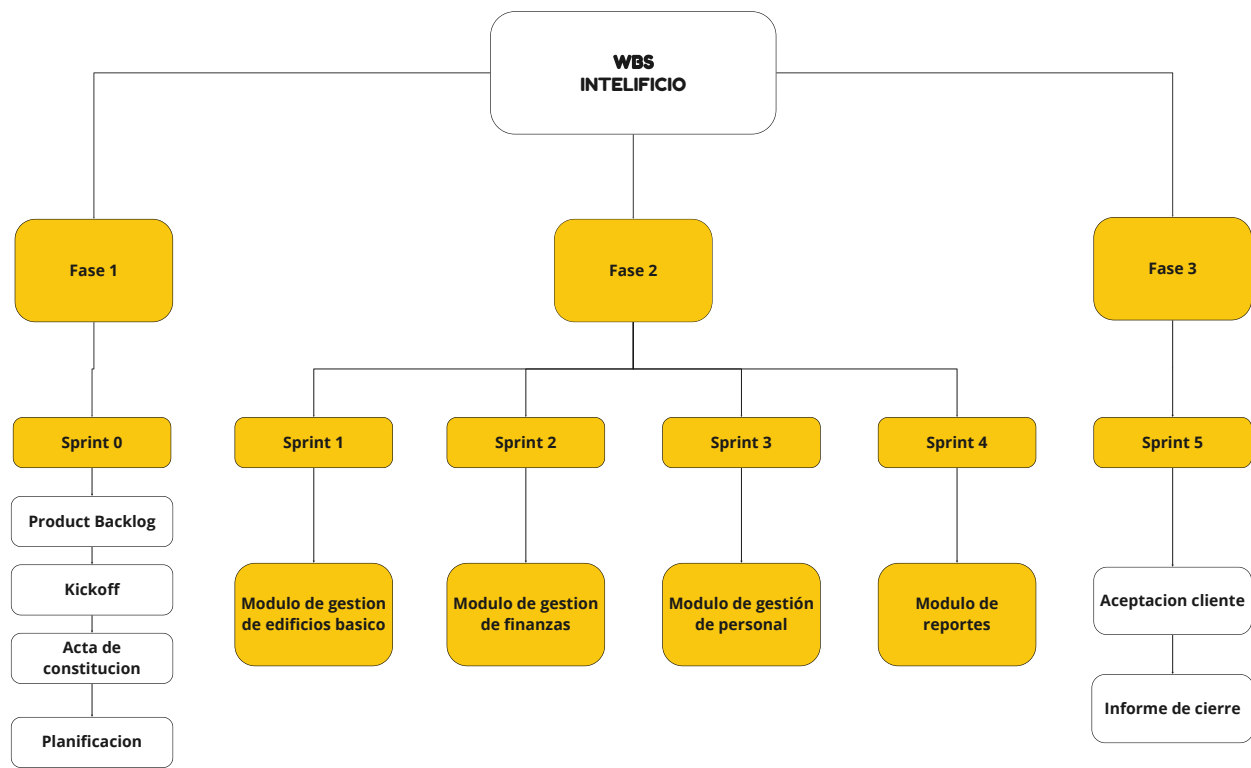 WBS
INTELIFICIO
Fase 1
Fase 2
Fase 3
Sprint 0
Sprint 1
Sprint 2
Sprint 3
Sprint 4
Sprint 5
Product Backlog
Kickoff
Acta de
constitucion
Planificacion
Modulo de gestion
de edificios basico
Modulo de gestion
de finanzas
Modulo de gestión
de personal
Modulo de
reportes
Aceptacion cliente
Informe de cierre